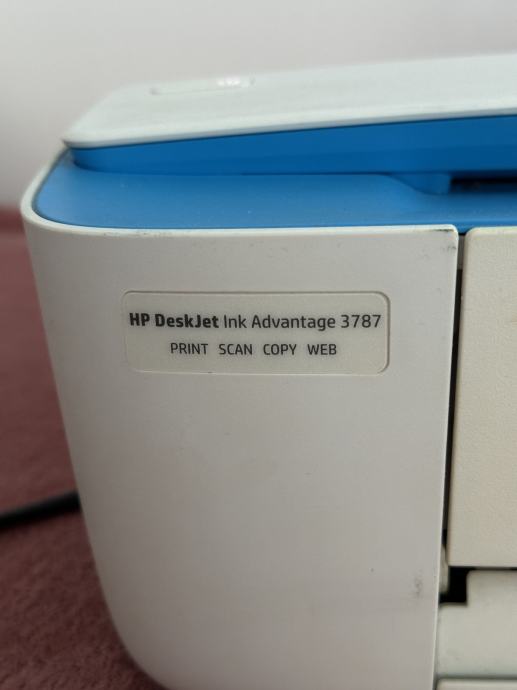 HP DeskJet Ink Advantage 3787
PRINT SCAN COPY WEB